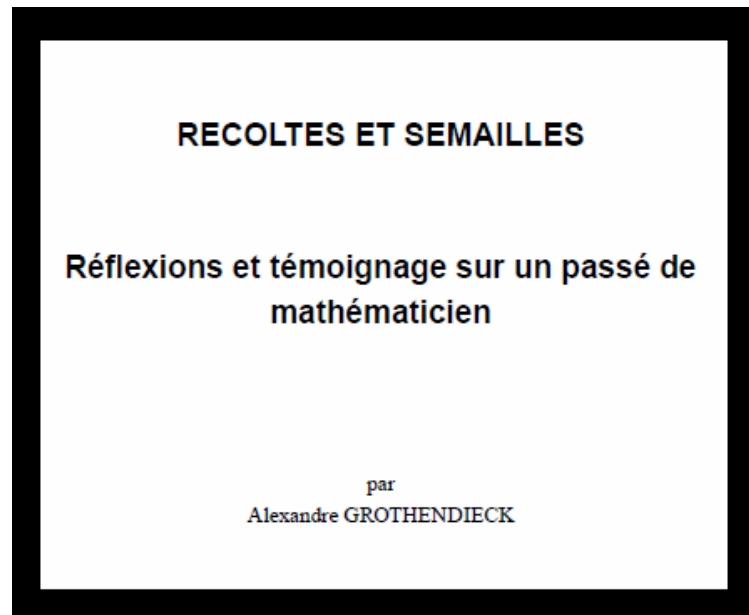 RECOLTES ET SEMAILLES
Réflexions et témoignage sur un passé de
mathématicien
par
Alexandre GROTHENDIECK